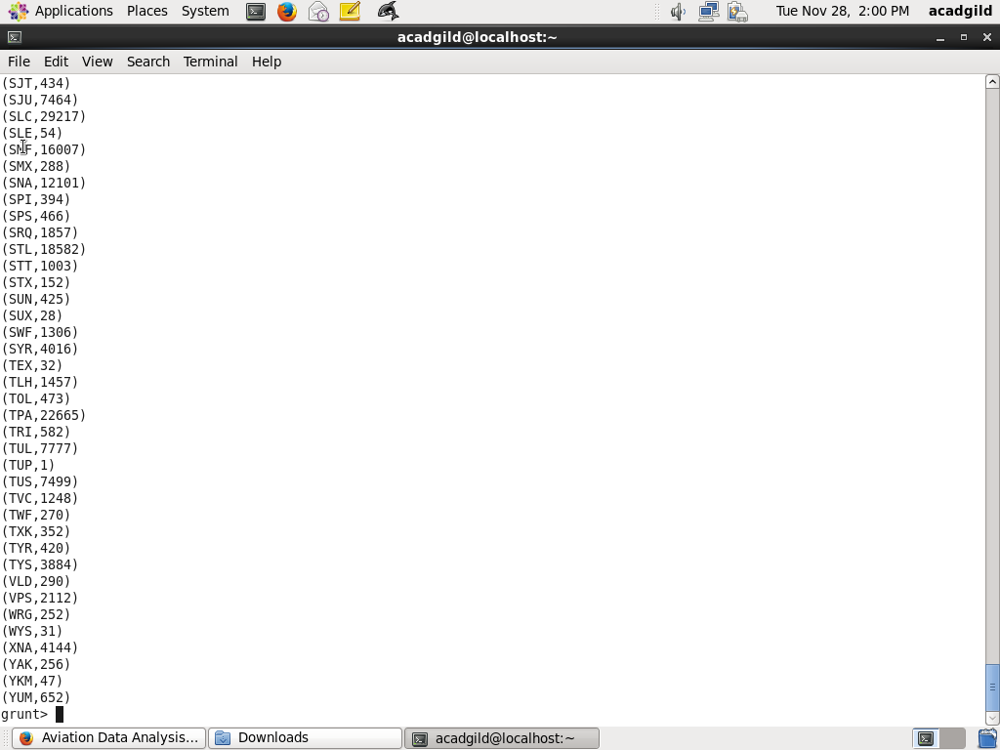 Applications Places System Tue Nov 28, 2:00 PM acadgild
acadgild@localhost:~
File Edit View Search Terminal Help
(SJT,434)
(SJU,7464)
(SLC,29217)
(SLE,54)
(SMF,16007)
(SMX,288)
(SNA,12101)
(SPI,394)
(SPS,466)
(SRQ,1857)
(STL,18582)
(STT,1003)
(STX,152)
(SUN,425)
(SUX,28)
(SWF,1306)
(SYR,4016)
(TEX,32)
(TLH,1457)
(TOL,473)
(TPA,22665)
(TRI,582)
(TUL,7777)
(TUP,1)
(TUS,7499)
(TVC,1248)
(TWF,270)
(TXK,352)
(TYR,420)
(TYS,3884)
(VLD,290)
(VPS,2112)
(WRG,252)
(WYS,31)
(XNA,4144)
(YAK,256)
(YKM,47)
(YUM,652)
grunt>
Aviation Data Analysis... Downloads acadgild@localhost:~